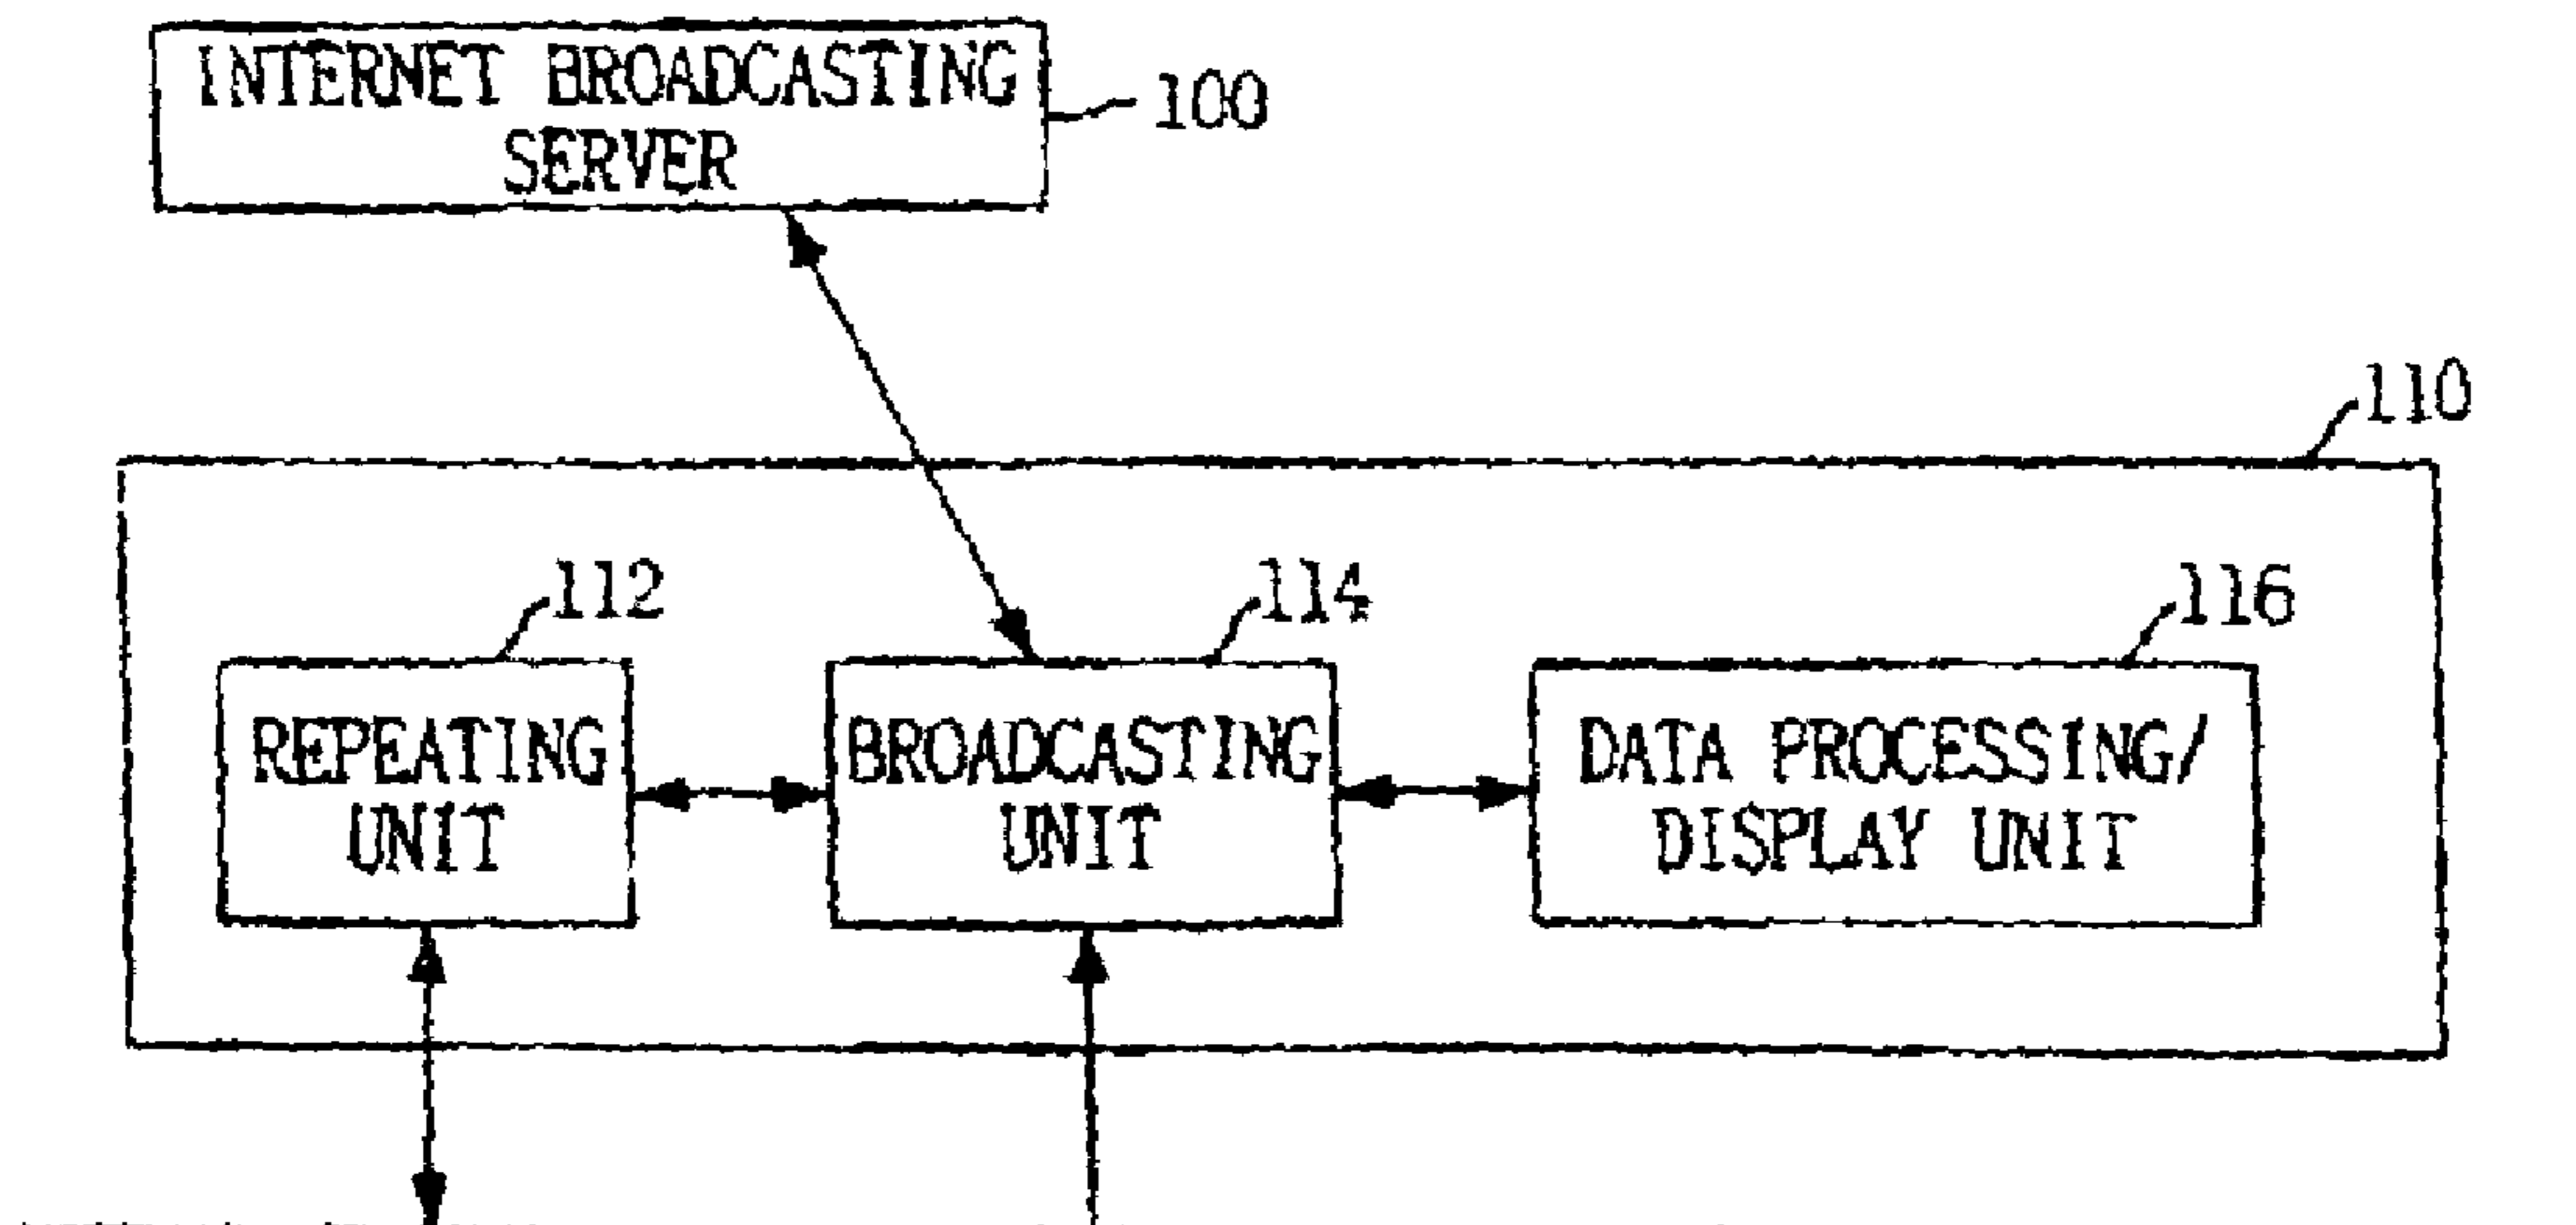 INTERNET BROADCASTING
SERVER
100
110
112
114
116
REPEATING
UNIT
BROADCASTING
UNIT
DATA PROCESSING/
DISPLAY UNIT